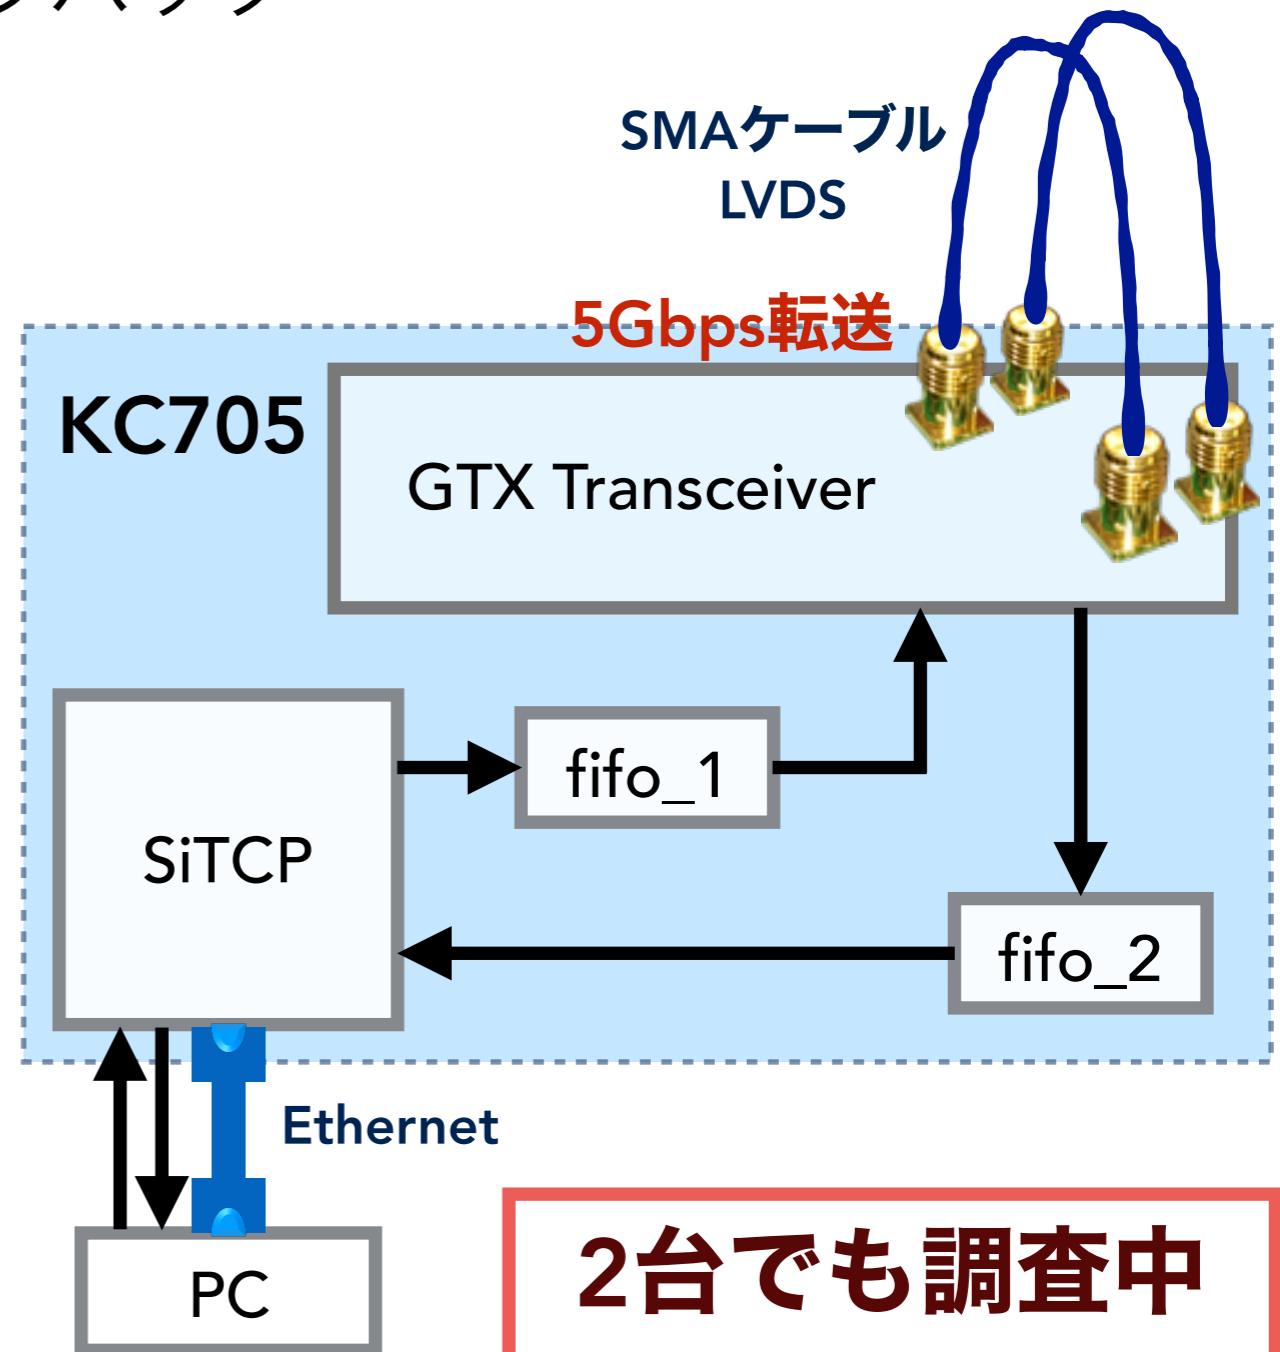 SMAケーブル
LVDS
5Gbps転送
KC705
GTX Transceiver
fifo_1
SiTCP
fifo_2
Ethernet
PC
2台でも調査中